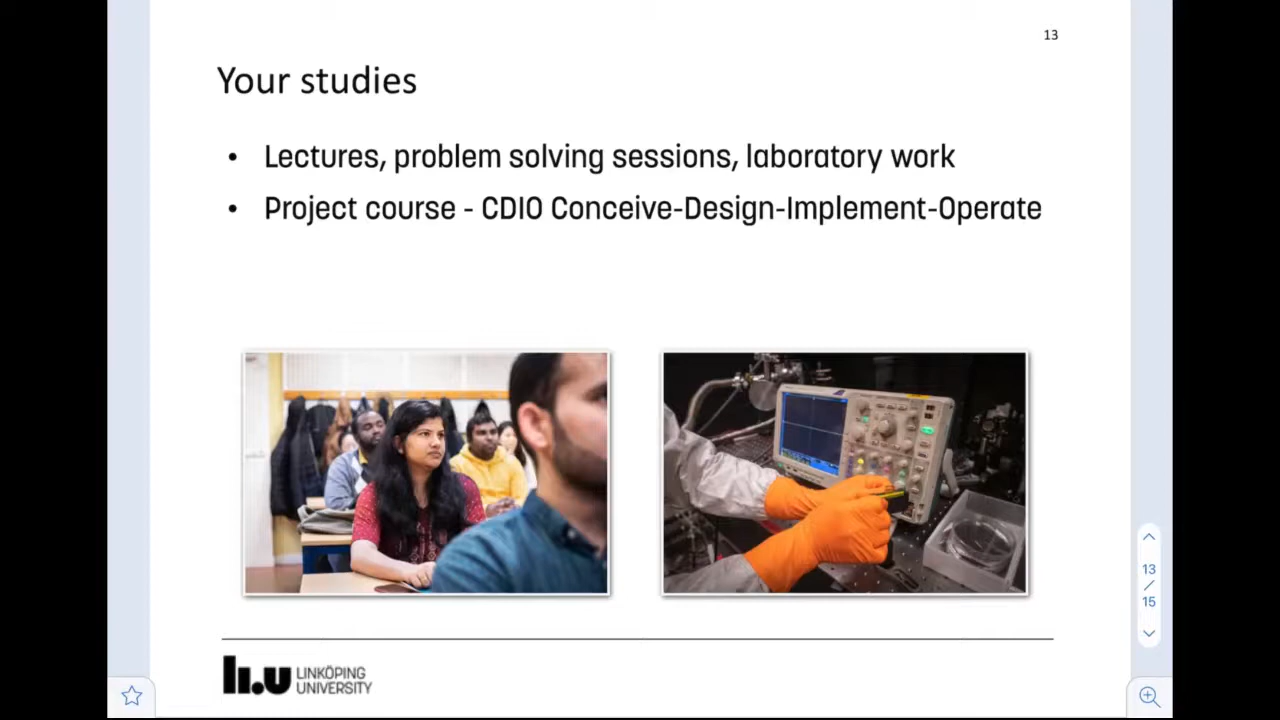 13
Your studies
• Lectures, problem solving sessions, laboratory work
• Project course - CDIO Conceive-Design-Implement-Operate
li.u LINKÖPING
UNIVERSITY
13
/
15